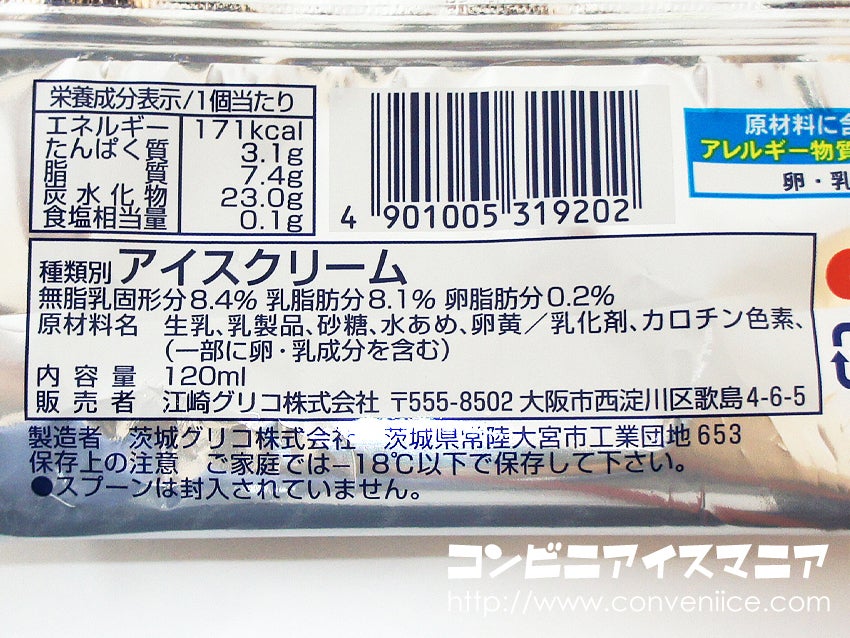 栄養成分表示/1個当たり
エネルギー 171kcal
たんぱく質 3.1g
脂質 7.4g
炭水化物 23.0g
食塩相当量 0.1g
4 901005 319202
原材料に含
アレルギー物質
卵・乳
種類別 アイスクリーム
無脂乳固形分8.4% 乳脂肪分8.1% 卵脂肪分0.2%
原材料名 生乳、乳製品、砂糖、水あめ、卵黄／乳化剤、カロチン色素、
（一部に卵・乳成分を含む）
内容量 120ml
販売者 江崎グリコ株式会社 〒555-8502 大阪市西淀川区歌島4-6-5
製造者 茨城グリコ株式会社 茨城県常陸大宮市工業団地653
保存上の注意 ご家庭では－18℃以下で保存して下さい。
●スプーンは封入されていません。
コンビニアイスマニア
http://www.conveniice.com/